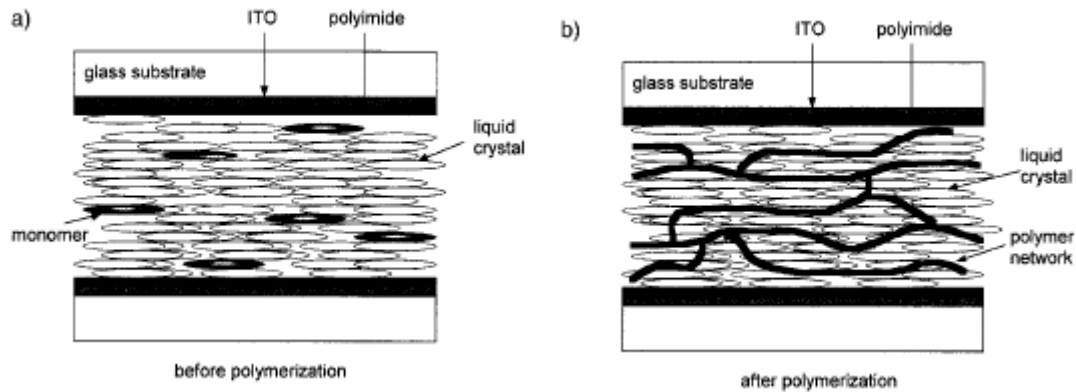 a)
ITO
polyimide
glass substrate
liquid
crystal
monomer
before polymerization
b)
ITO
polyimide
glass substrate
liquid
crystal
polymer
network
after polymerization